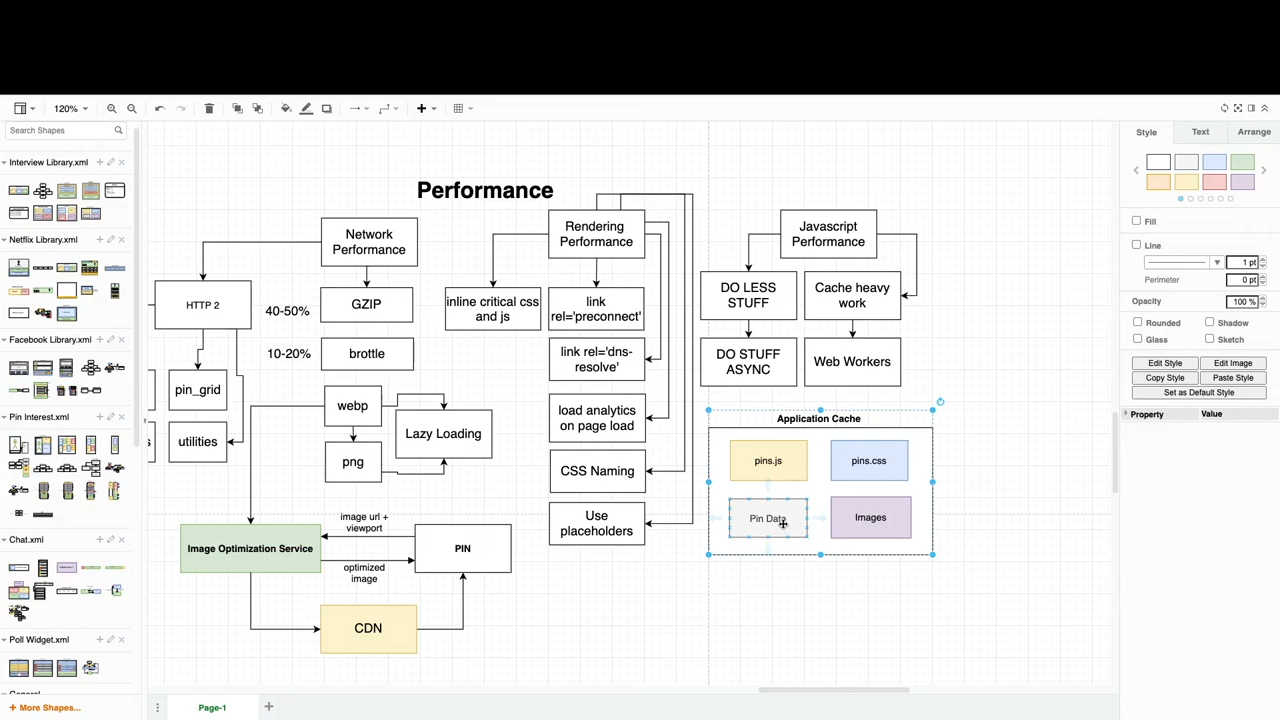 120%
Search Shapes
Interview Library.xml
Netflix Library.xml
Facebook Library.xml
Pin Interest.xml
Chat.xml
Poll Widget.xml
General
+ More Shapes...
Performance
Network
Performance
HTTP 2
40-50%
GZIP
10-20%
brottle
pin_grid
utilities
webp
png
Lazy Loading
Image Optimization Service
image url +
viewport
optimized
image
PIN
CDN
Rendering
Performance
inline critical css
and js
link
rel='preconnect'
link rel='dns-
resolve'
load analytics
on page load
CSS Naming
Use
placeholders
Javascript
Performance
DO LESS
STUFF
Cache heavy
work
DO STUFF
ASYNC
Web Workers
Application Cache
pins.js
pins.css
Pin Data
Images
Style
Text
Arrange
Fill
Line
1 pt
Perimeter
0 pt
Opacity
100 %
Rounded
Shadow
Glass
Sketch
Edit Style
Edit Image
Copy Style
Paste Style
Set as Default Style
Property
Value
Page-1